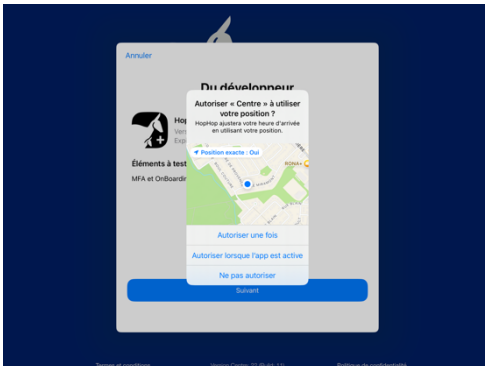 Annuler
Du développeur
Autoriser « Centre » à utiliser
votre position ?
HopHop ajustera votre heure d'arrivée
en utilisant votre position.
Hop
Vers
Expi
Position exacte : Oui
Éléments à test
MFA et OnBoardin
Autoriser une fois
Autoriser lorsque l'app est active
Ne pas autoriser
Suivant
Termes et conditions
Politique de confidentialité